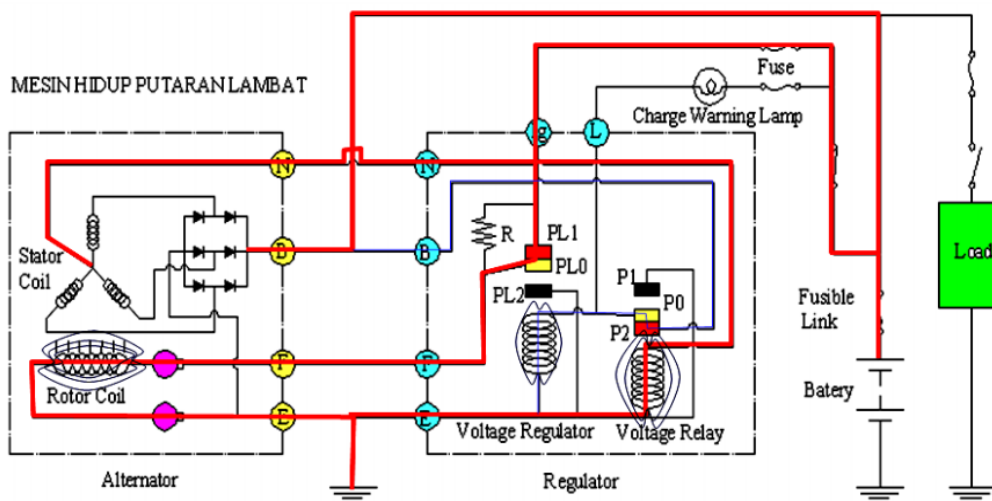 MESIN HIDUP PUTARAN LAMBAT
Fuse
Charge Warning Lamp
Ig
L
N
N
R
PL1
PL0
B
B
Stator
Coil
Load
P1
P0
PL2
P2
Fusible
Link
F
F
Rotor Coil
Batery
E
E
Voltage Regulator
Voltage Relay
Alternator
Regulator